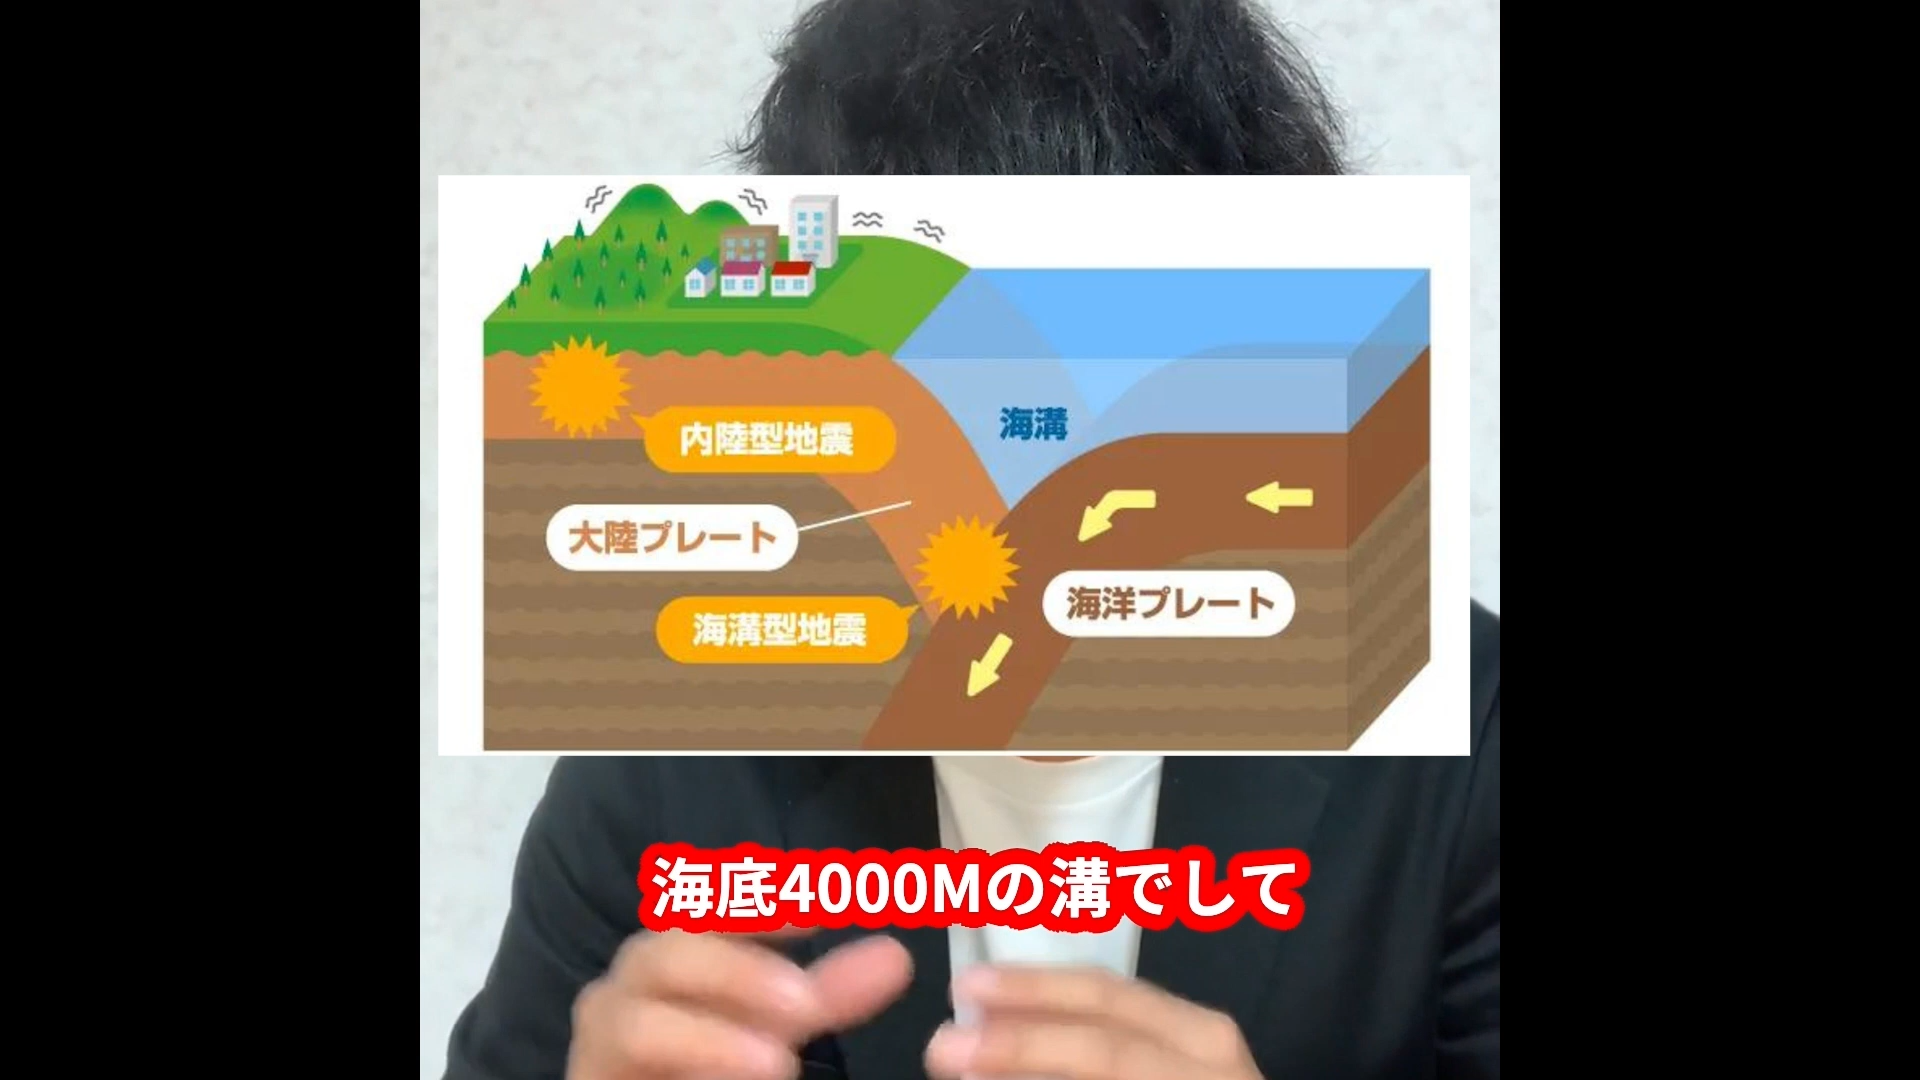 内陸型地震
海溝
大陸プレート
海洋プレート
海溝型地震
海底4000Mの溝でして